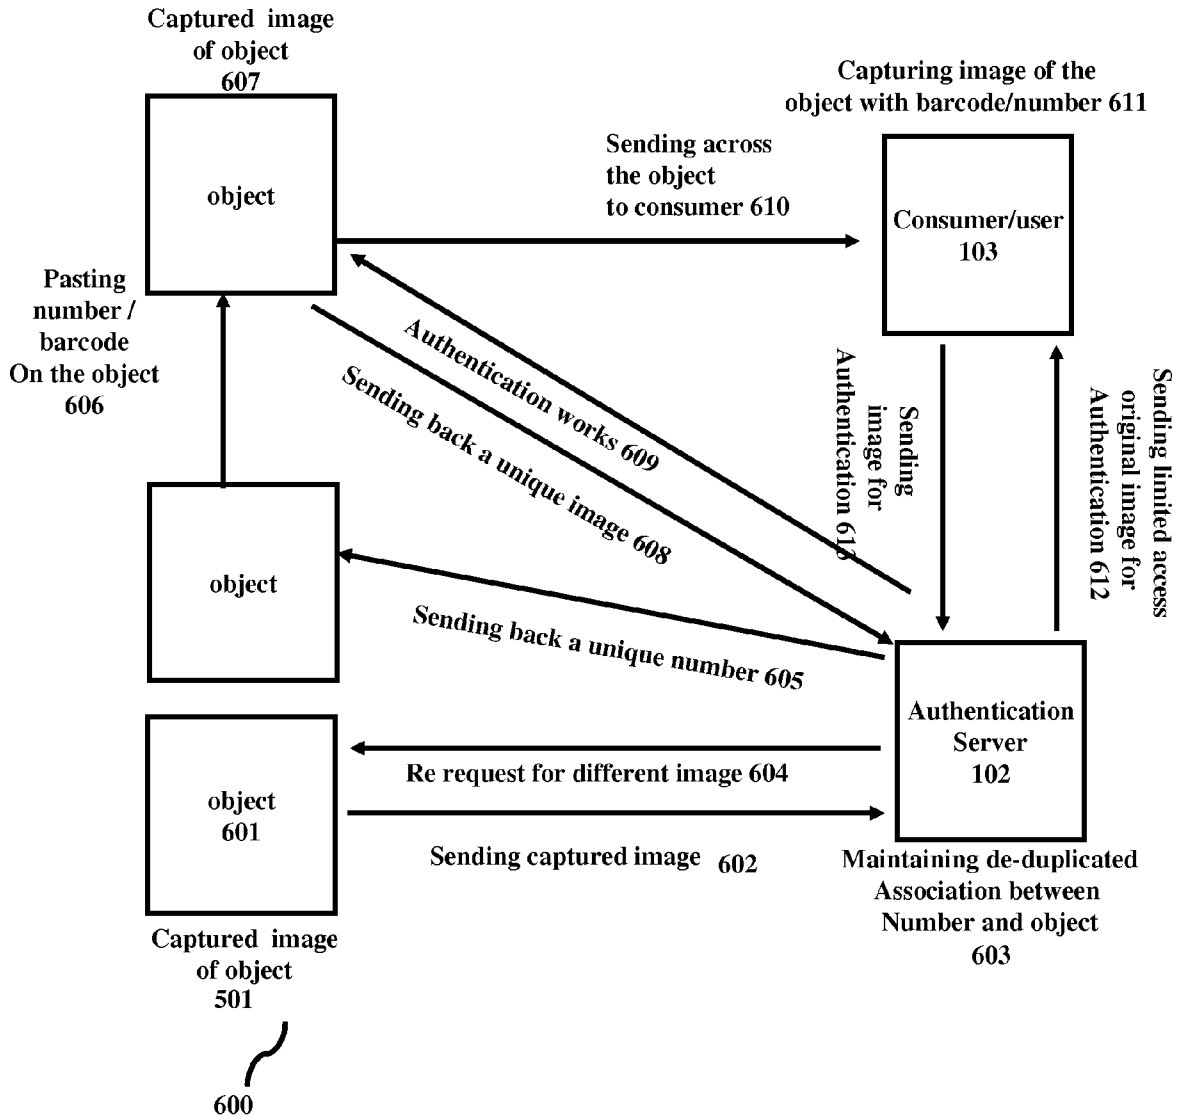 Captured image
of object
607
object
Capturing image of the
object with barcode/number 611
Sending across
the object
to consumer 610
Consumer/user
103
Pasting
number /
barcode
On the object
606
Authentication works 609
Sending back a unique image 608
Sending
image for
Authentication 613
Sending limited access
original image for
Authentication 612
object
Sending back a unique number 605
Authentication
Server
102
Re request for different image 604
object
601
Sending captured image 602
Maintaining de-duplicated
Association between
Number and object
603
Captured image
of object
501
600